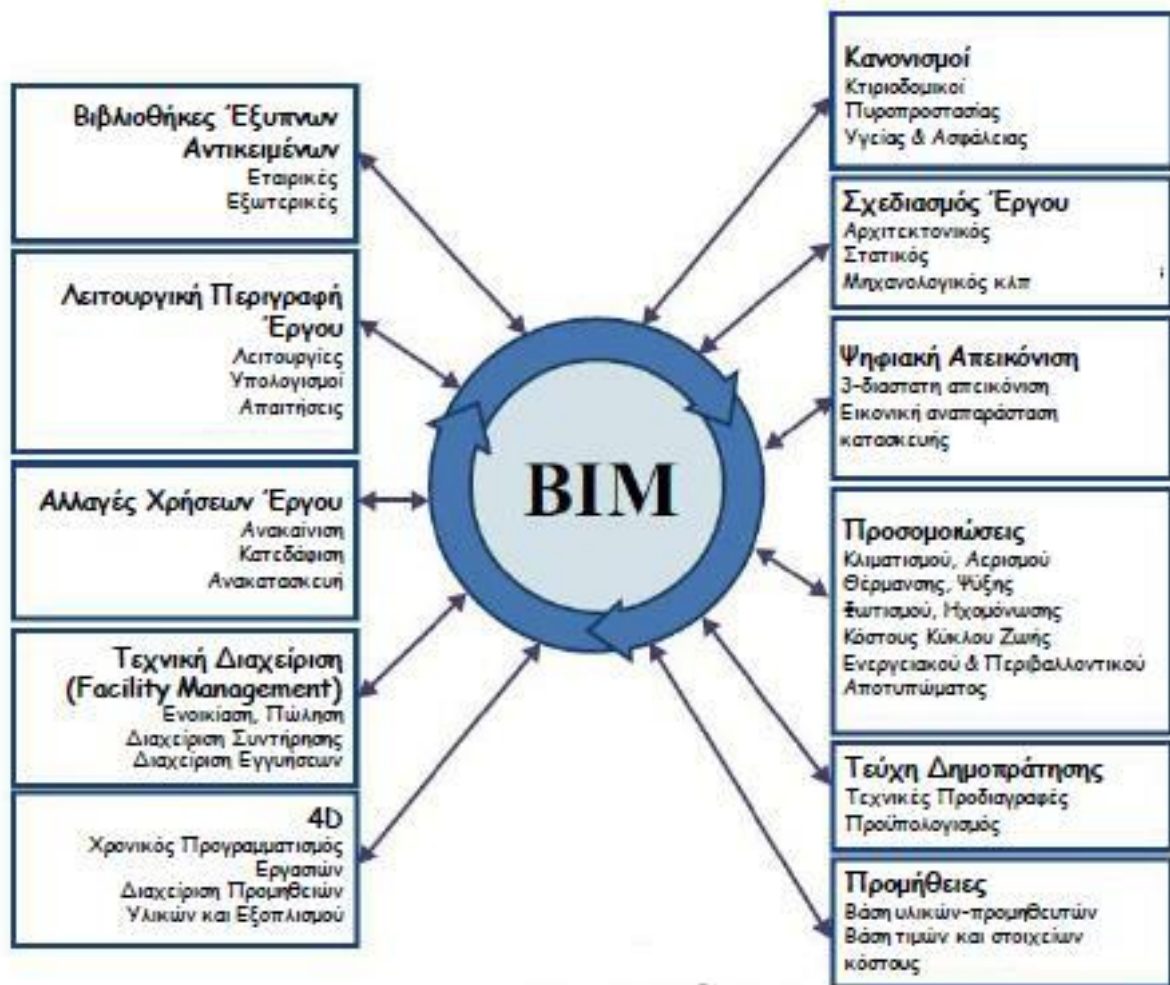 Βιβλιοθήκες Έξυπνων
Αντικειμένων
Εταιρικές
Εξωτερικές
Λειτουργική Περιγραφή
Έργου
Λειτουργίες
Υπολογισμοί
Απαιτήσεις
Αλλαγές Χρήσεων Έργου
Ανακαίνιση
Κατεδάφιση
Ανακατασκευή
Τεχνική Διαχείριση
(Facility Management)
Ενοικίαση, Πώληση
Διαχείριση Συντήρησης
Διαχείριση Εγγυήσεων
4D
Χρονικός Προγραμματισμός
Εργασιών
Διαχείριση Προμηθειών
Υλικών και Εξοπλισμού
BIM
Κανονισμοί
Κτιριοδομικοί
Πυροπροστασίας
Υγείας & Ασφάλειας
Σχεδιασμός Έργου
Αρχιτεκτονικός
Στατικός
Μηχανολογικός κλπ
Ψηφιακή Απεικόνιση
3-διαστατη απεικόνιση
Εικονική αναπαράσταση
κατασκευής
Προσομοιώσεις
Κλιματισμού, Αερισμού
Θέρμανσης, Ψύξης
Φωτισμού, Ηχομόνωσης
Κόστους Κύκλου Ζωής
Ενεργειακού & Περιβαλλοντικού
Αποτυπώματος
Τεύχη Δημοπράτησης
Τεχνικές Προδιαγραφές
Προϋπολογισμός
Προμήθειες
Βάση υλικών-προμηθευτών
Βάση τιμών και στοιχείων
κόστους